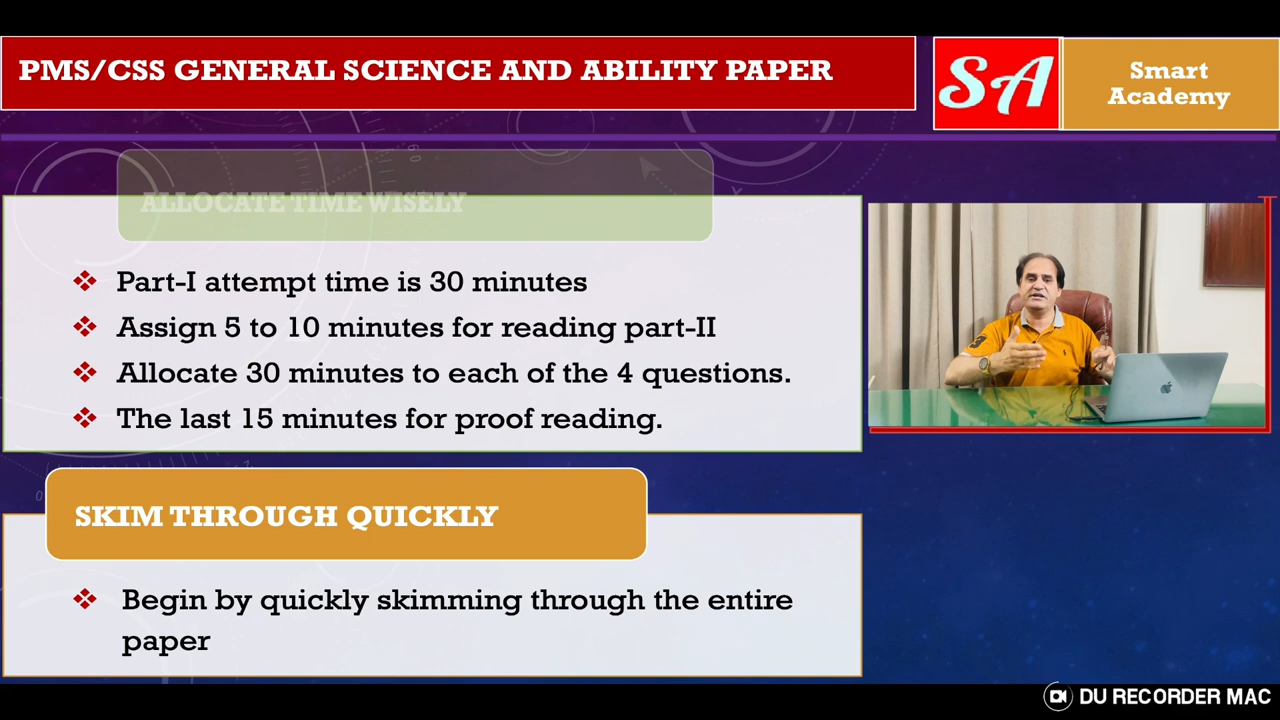 PMS/CSS GENERAL SCIENCE AND ABILITY PAPER
SA
Smart
Academy
ALLOCATE TIME WISELY
❖ Part-I attempt time is 30 minutes
❖ Assign 5 to 10 minutes for reading part-II
❖ Allocate 30 minutes to each of the 4 questions.
❖ The last 15 minutes for proof reading.
SKIM THROUGH QUICKLY
❖ Begin by quickly skimming through the entire
paper
DU RECORDER MAC